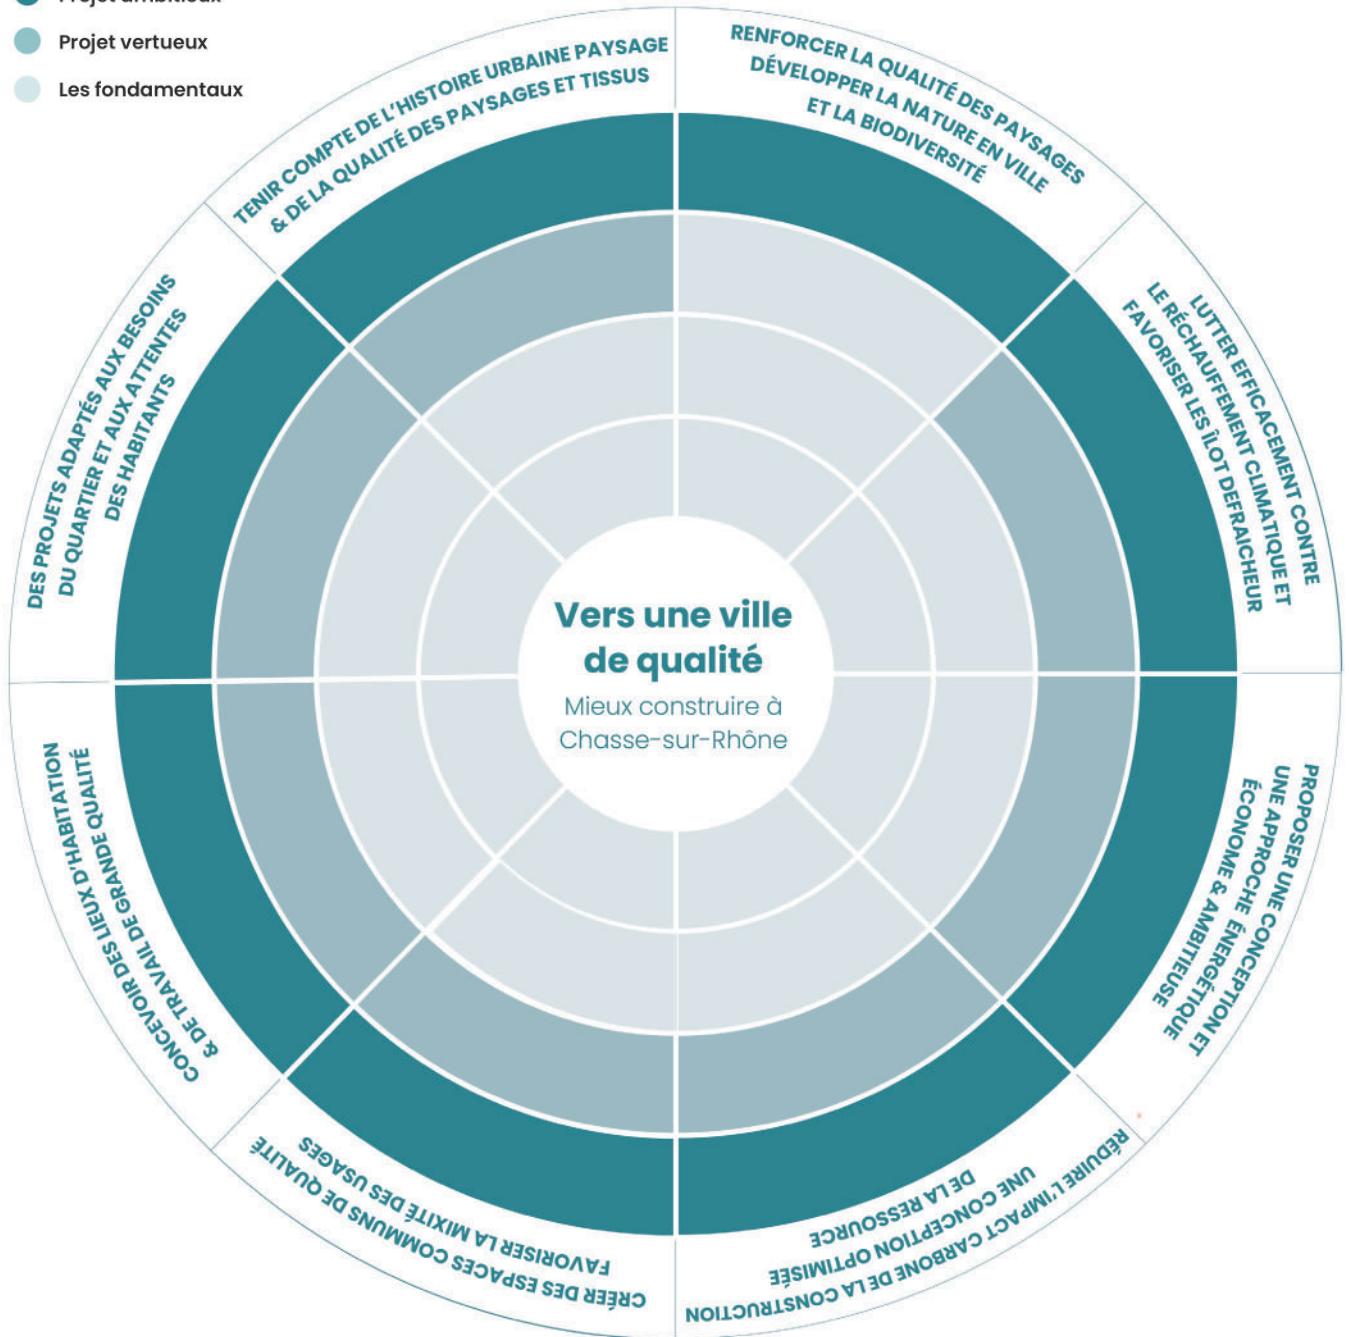 Projet ambitieux
Projet vertueux
Les fondamentaux
TENIR COMPTE DE L'HISTOIRE URBAINE PAYSAGE
& DE LA QUALITÉ DES PAYSAGES ET TISSUS
RENFORCER LA QUALITÉ DES PAYSAGES
DÉVELOPPER LA NATURE EN VILLE
ET LA BIODIVERSITÉ
LUTTER EFFICACEMENT CONTRE
LE RÉCHAUFFEMENT CLIMATIQUE ET
FAVORISER LES ÎLOT DEFRAICHEUR
PROPOSER UNE CONCEPTION ET
UNE APPROCHE ÉNERGÉTIQUE
ÉCONOME & AMBITIEUSE
RÉDUIRE L'IMPACT CARBONE DE LA CONSTRUCTION
UNE CONCEPTION OPTIMISÉE
DE LA RESSOURCE
CRÉER DES ESPACES COMMUNS DE QUALITÉ
FAVORISER LA MIXITÉ DES USAGES
CONCEVOIR DES LIEUX D'HABITATION
& DE TRAVAIL DE GRANDE QUALITÉ
DES PROJETS ADAPTÉS AUX BESOINS
DU QUARTIER ET AUX ATTENTES
DES HABITANTS
Vers une ville
de qualité
Mieux construire à
Chasse-sur-Rhône